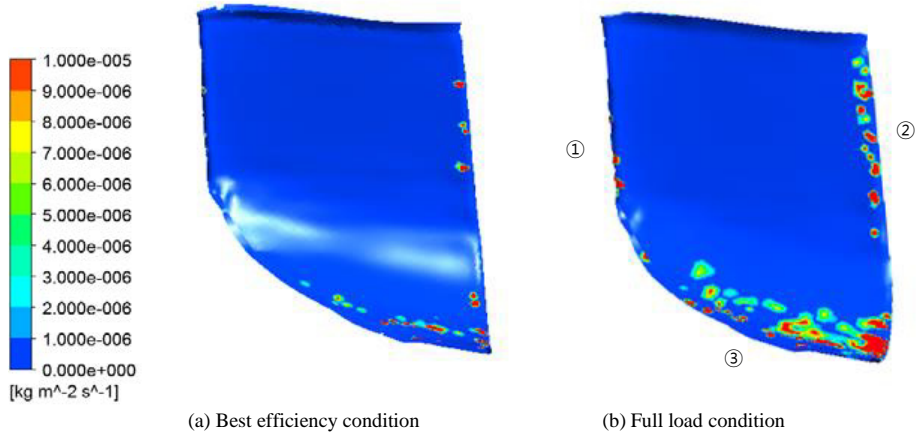 1.000e-005
9.000e-006
8.000e-006
7.000e-006
6.000e-006
5.000e-006
4.000e-006
3.000e-006
2.000e-006
1.000e-006
0.000e+000
[kg m^-2 s^-1]
①
②
③
(a) Best efficiency condition
(b) Full load condition